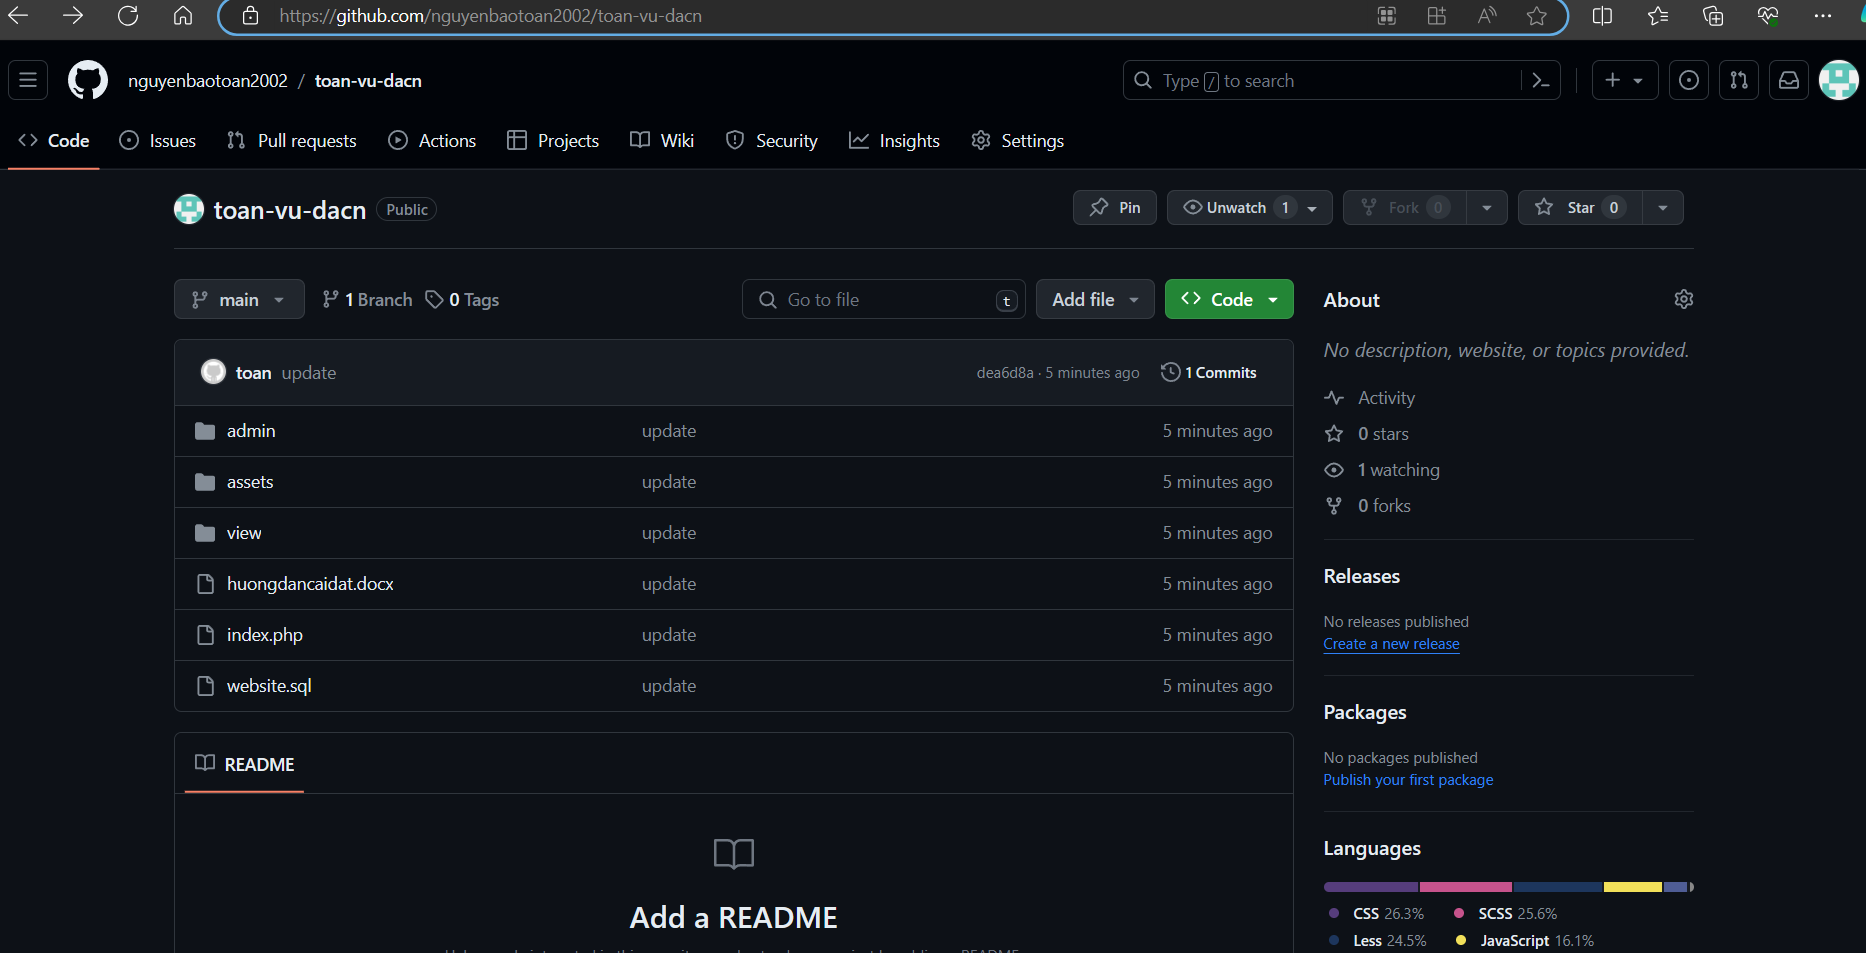 https://github.com/nguyenbaotoan2002/toan-vu-dacn
nguyenbaotoan2002 / toan-vu-dacn
Type / to search
Code Issues Pull requests Actions Projects Wiki Security Insights Settings
toan-vu-dacn Public
Pin Unwatch 1 Fork 0 Star 0
main 1 Branch 0 Tags Go to file t Add file Code
toan update dea6d8a · 5 minutes ago 1 Commits
admin update 5 minutes ago
assets update 5 minutes ago
view update 5 minutes ago
huongdancaidat.docx update 5 minutes ago
index.php update 5 minutes ago
website.sql update 5 minutes ago
README
Add a README
About
No description, website, or topics provided.
Activity
0 stars
1 watching
0 forks
Releases
No releases published
Create a new release
Packages
No packages published
Publish your first package
Languages
CSS 26.3% SCSS 25.6%
Less 24.5% JavaScript 16.1%